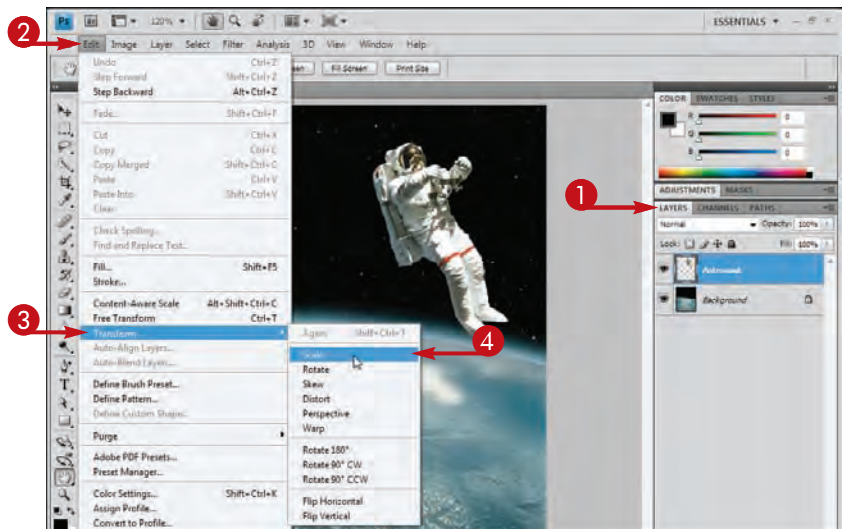 Ps Br 120% ESSENTIALS
2
Edit Image Layer Select Filter Analysis 3D View Window Help
Fill Screen Print Size
Undo Ctrl+Z
Step Forward Shift+Ctrl+Z
Step Backward Alt+Ctrl+Z
Fade... Shift+Ctrl+F
Cut Ctrl+X
Copy Ctrl+C
Copy Merged Shift+Ctrl+C
Paste Ctrl+V
Paste Into Shift+Ctrl+V
Clear
Check Spelling...
Find and Replace Text...
Fill... Shift+F5
Stroke...
Content-Aware Scale Alt+Shift+Ctrl+C
Free Transform Ctrl+T
3
Transform
Auto-Align Layers...
Auto-Blend Layers...
Define Brush Preset...
Define Pattern...
Define Custom Shape...
Purge
Adobe PDF Presets...
Preset Manager...
Color Settings... Shift+Ctrl+K
Assign Profile...
Convert to Profile...
Again Shift+Ctrl+T
4
Scale
Rotate
Skew
Distort
Perspective
Warp
Rotate 180°
Rotate 90° CW
Rotate 90° CCW
Flip Horizontal
Flip Vertical
COLOR SWATCHES STYLES
R 0
G 0
B 0
ADJUSTMENTS MASKS
1
LAYERS CHANNELS PATHS
Normal Opacity: 100%
Lock: Fill: 100%
Astronaut
Background